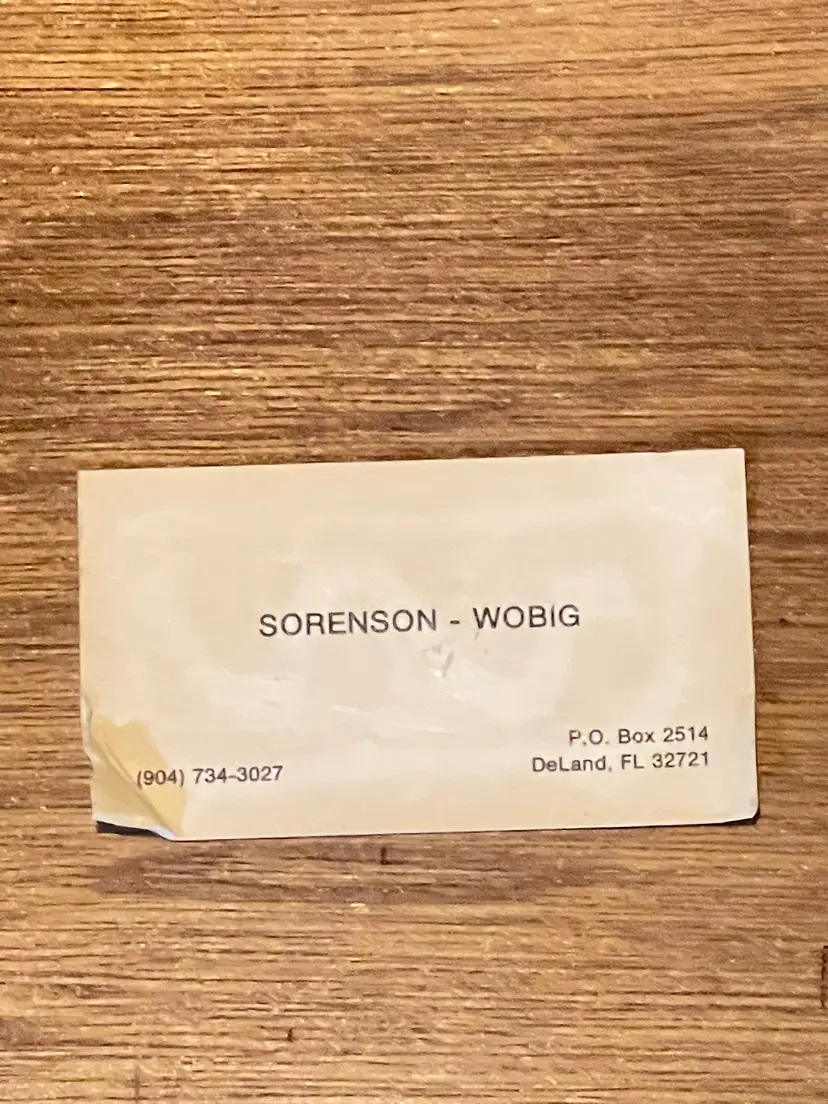 SORENSON - WOBIG
(904) 734-3027
P.O. Box 2514
DeLand, FL 32721